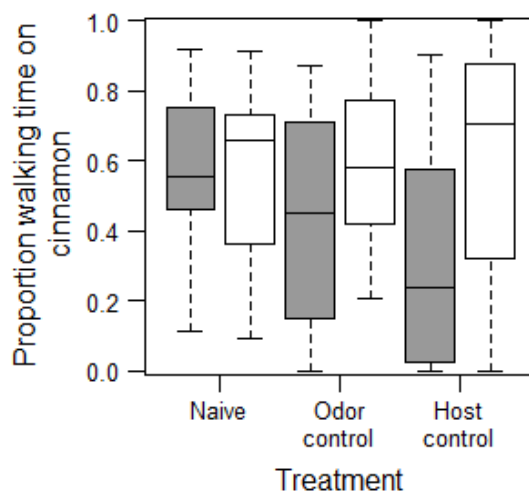 Proportion walking time on
cinnamon
1.0
0.8
0.6
0.4
0.2
0.0
Naive
Odor
control
Host
control
Treatment